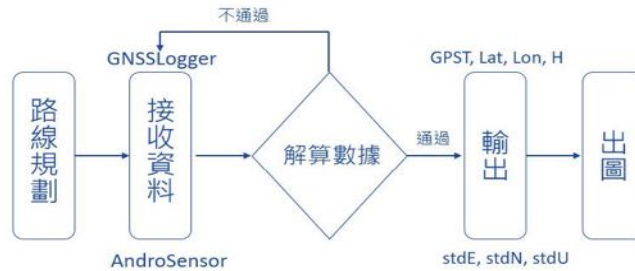 不通過
GNSSLogger
GPST, Lat, Lon, H
路線規劃
接收資料
解算數據
通過
輸出
出圖
AndroSensor
stdE, stdN, stdU